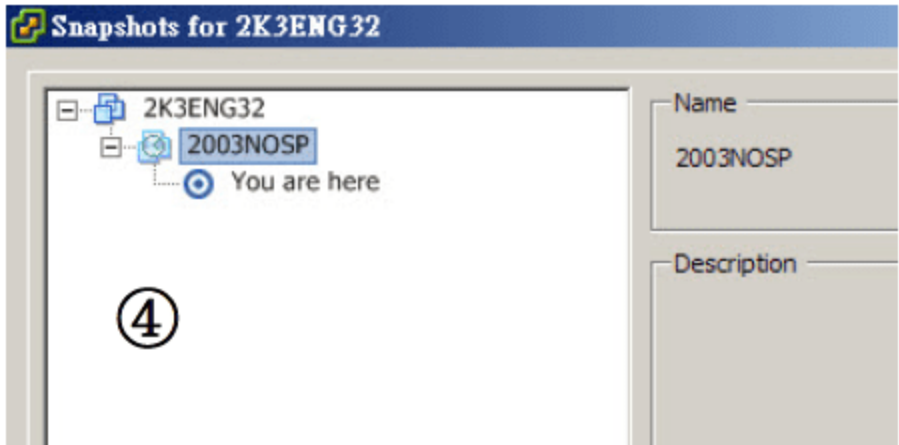 Snapshots for 2K3ENG32
2K3ENG32
2003NOSP
You are here
Name
2003NOSP
Description
④